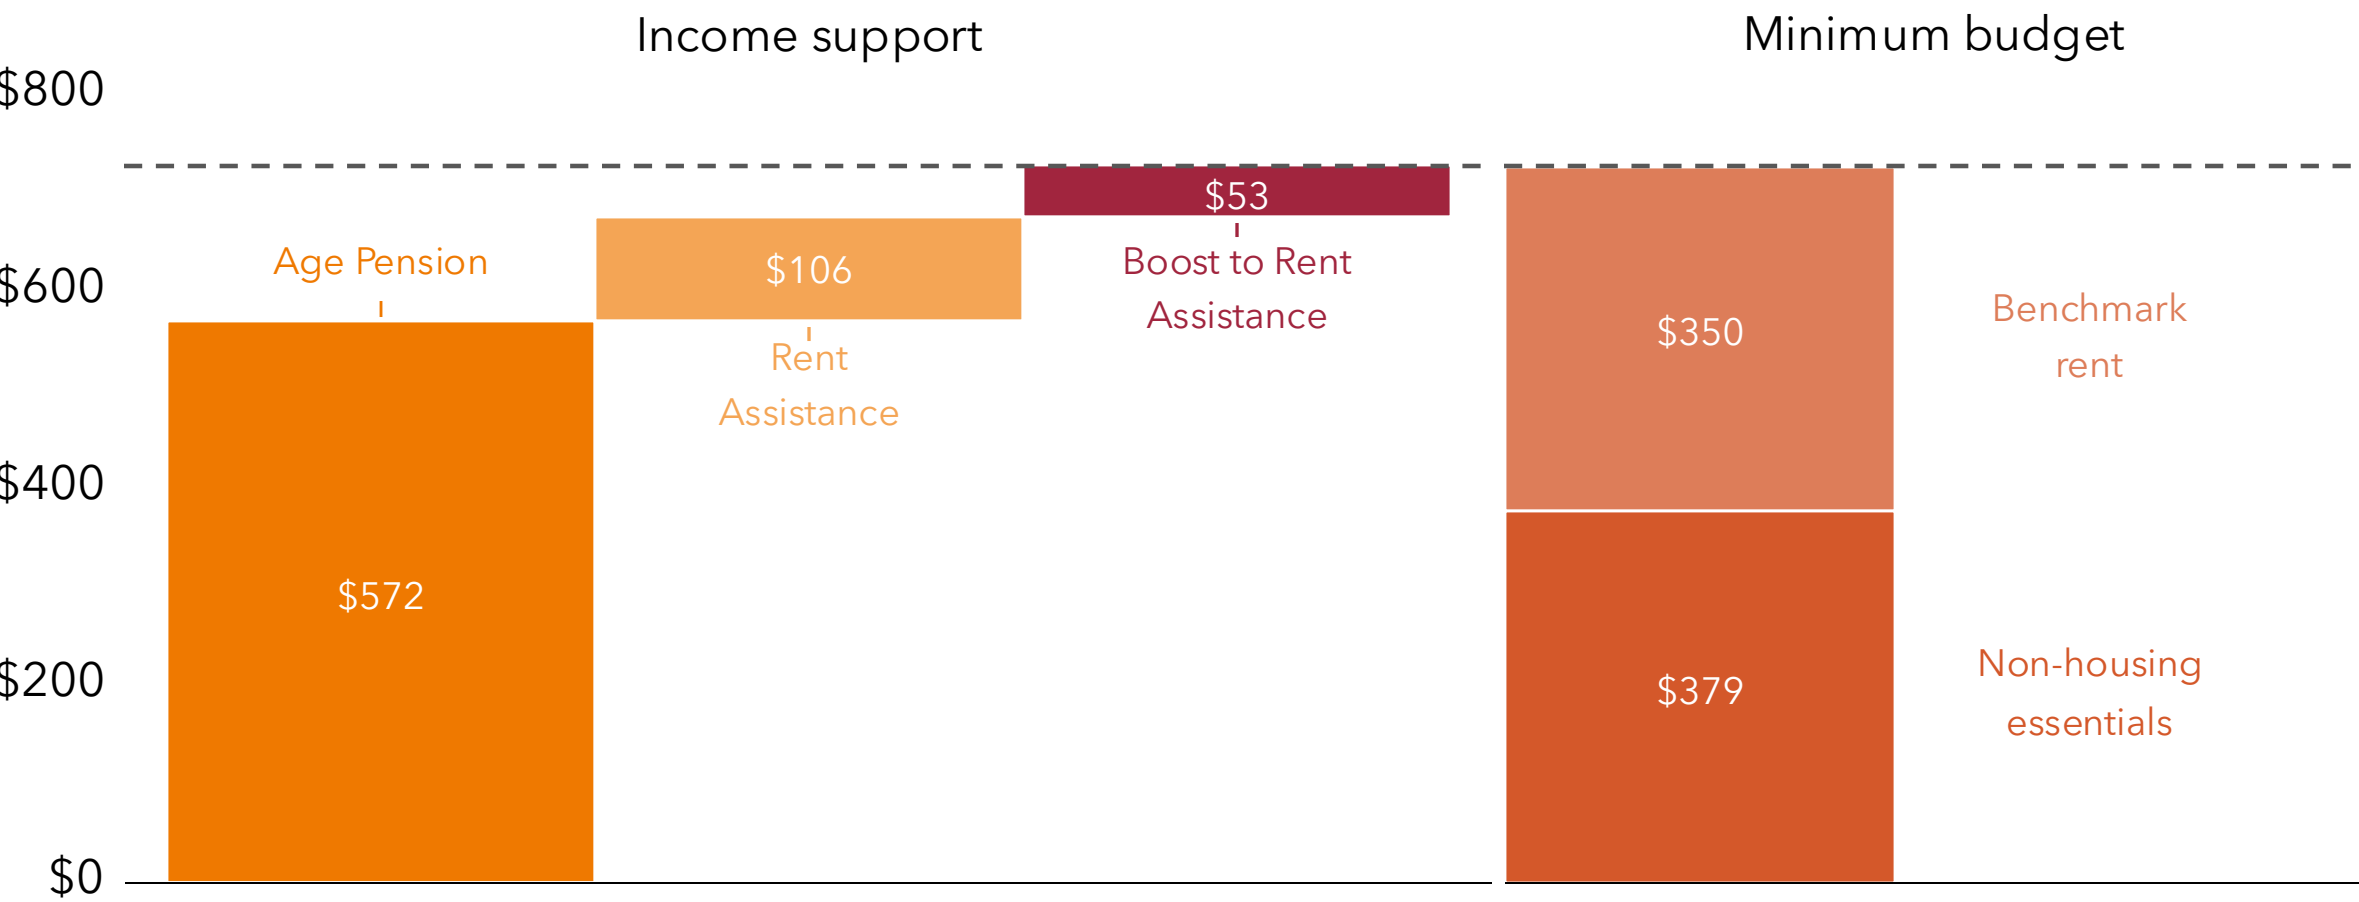 Income support
Minimum budget
$800
$600
$400
$200
$0
Age Pension
$572
$106
Rent
Assistance
$53
Boost to Rent
Assistance
$350
Benchmark
rent
$379
Non-housing
essentials